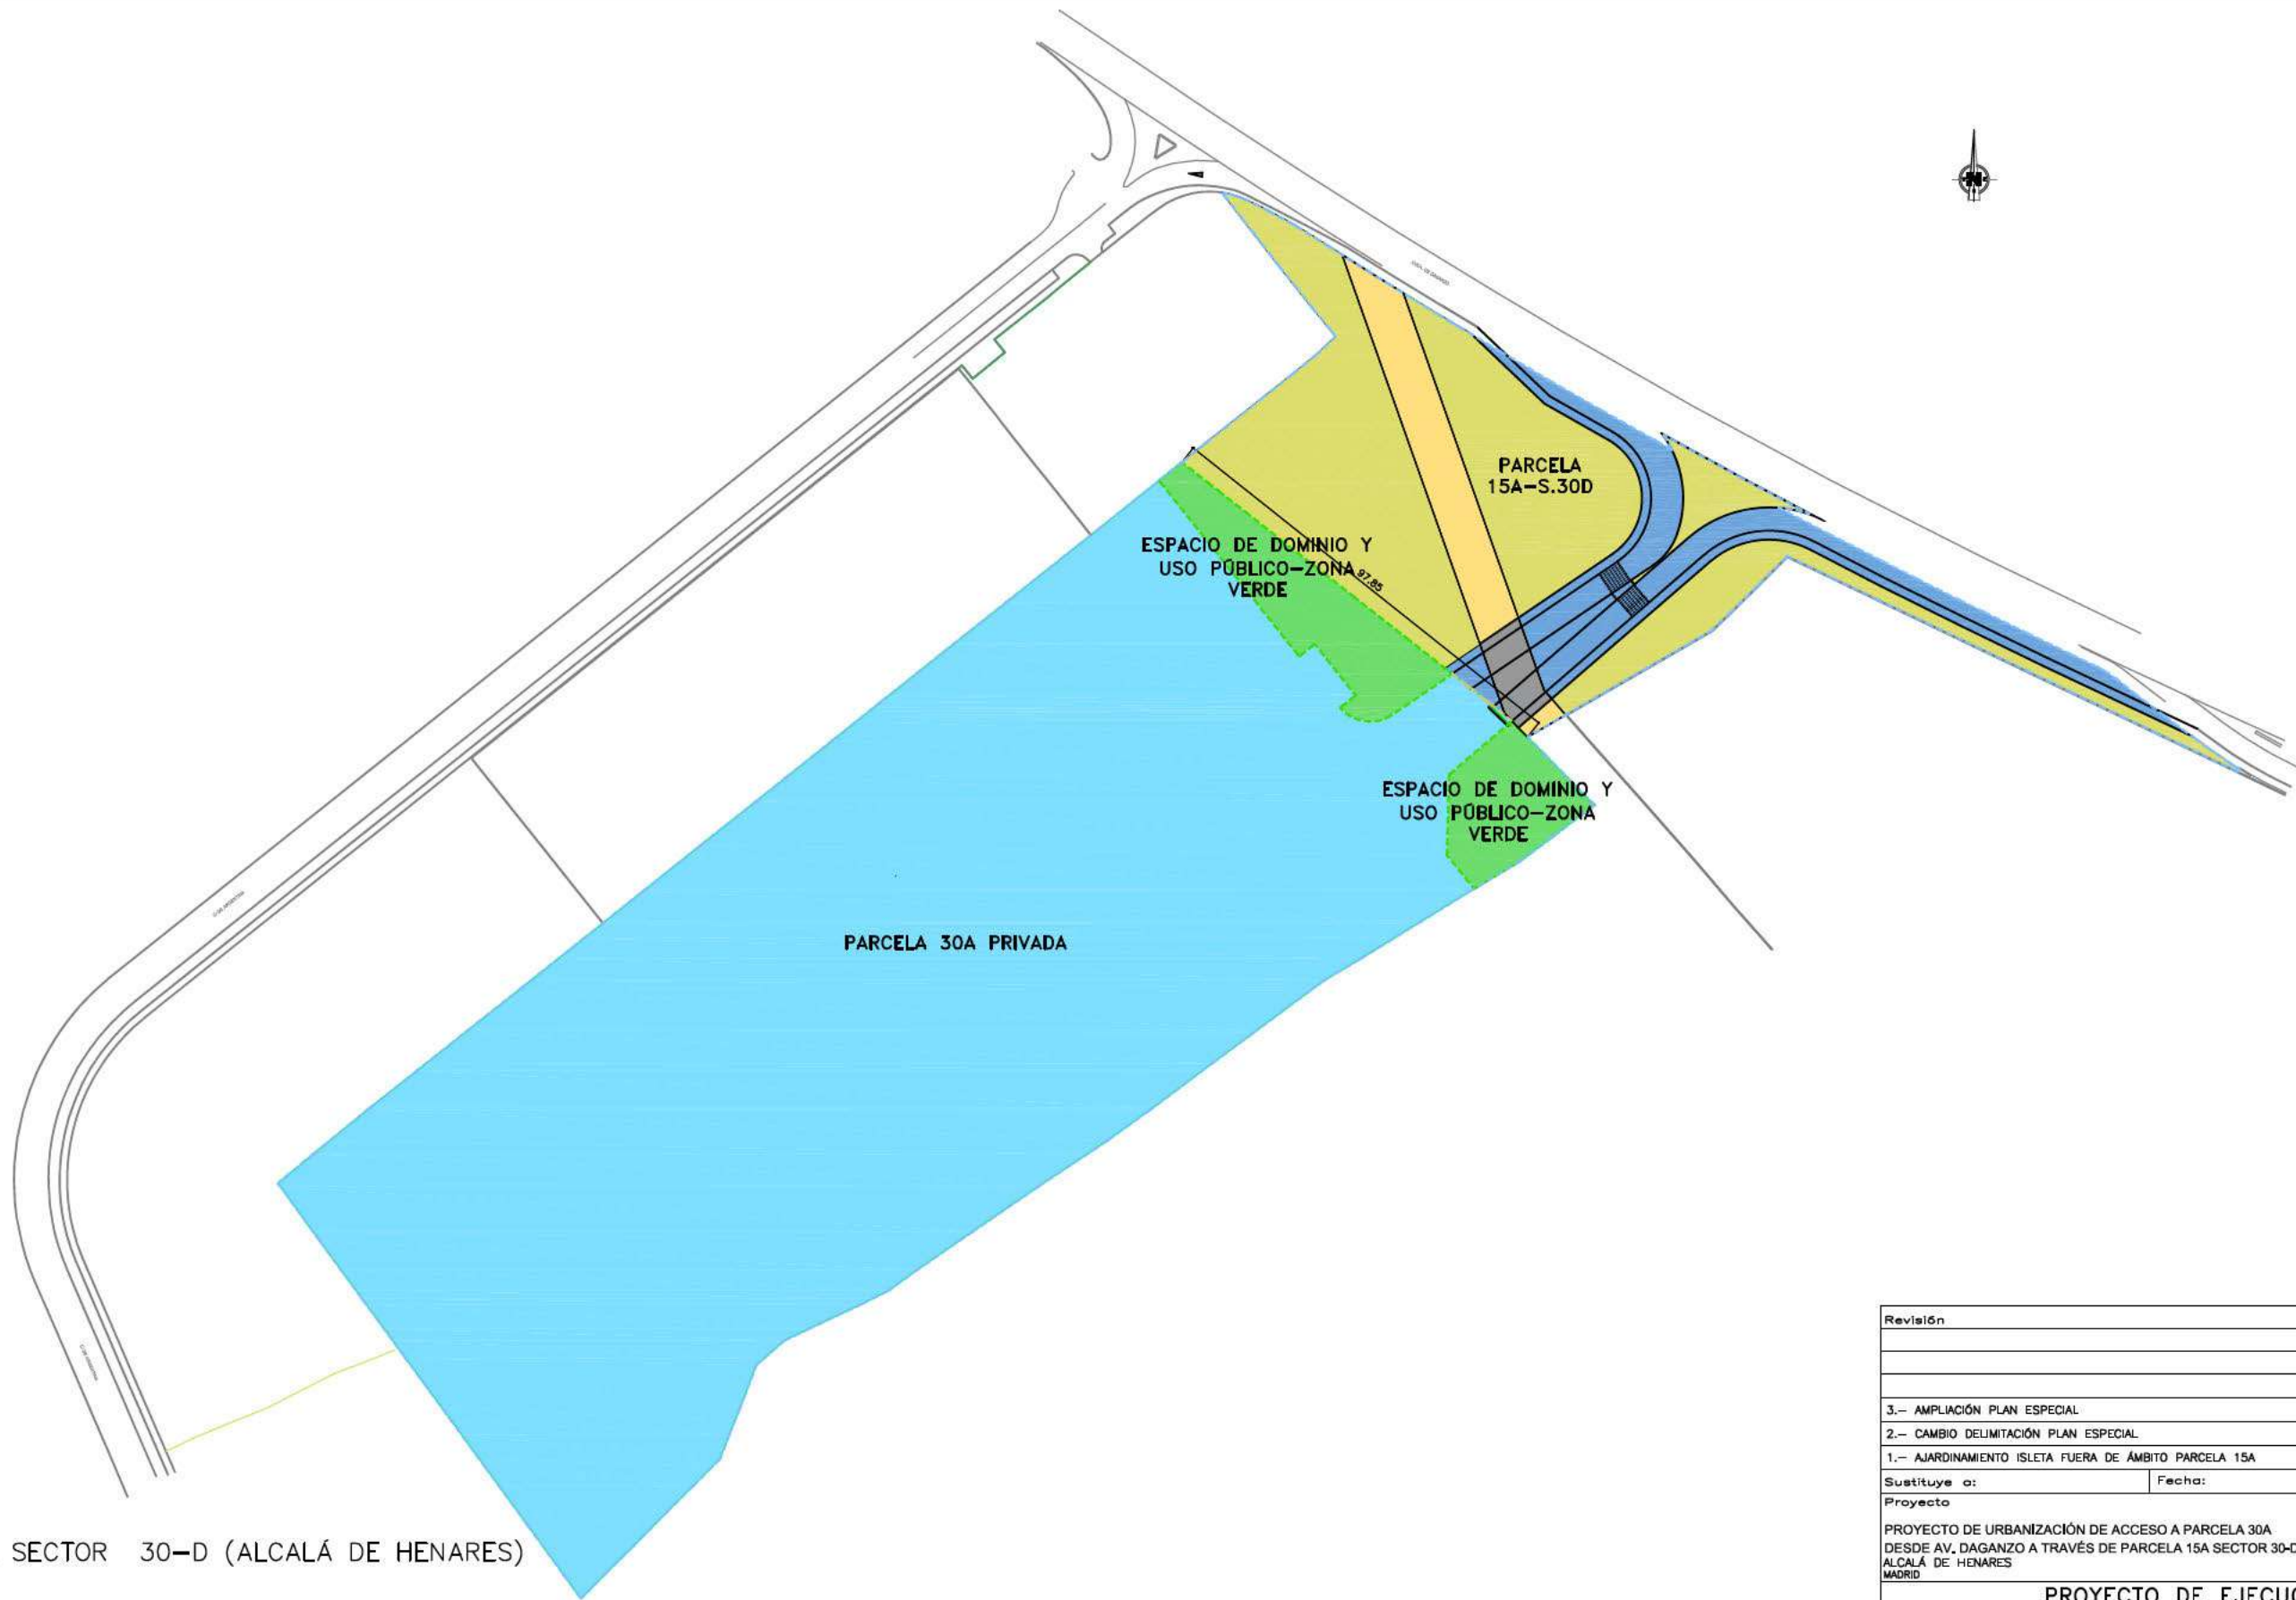 N
PARCELA
15A-S.30D
ESPACIO DE DOMINIO Y
USO PÚBLICO-ZONA
VERDE
97.85
ESPACIO DE DOMINIO Y
USO PÚBLICO-ZONA
VERDE
PARCELA 30A PRIVADA
SECTOR 30-D (ALCALÁ DE HENARES)
Revisión
3.- AMPLIACIÓN PLAN ESPECIAL
2.- CAMBIO DELIMITACIÓN PLAN ESPECIAL
1.- AJARDINAMIENTO ISLETA FUERA DE ÁMBITO PARCELA 15A
Sustituye a: Fecha:
Proyecto
PROYECTO DE URBANIZACIÓN DE ACCESO A PARCELA 30A
DESDE AV. DAGANZO A TRAVÉS DE PARCELA 15A SECTOR 30-D
ALCALÁ DE HENARES
MADRID
PROYECTO DE EJECUC